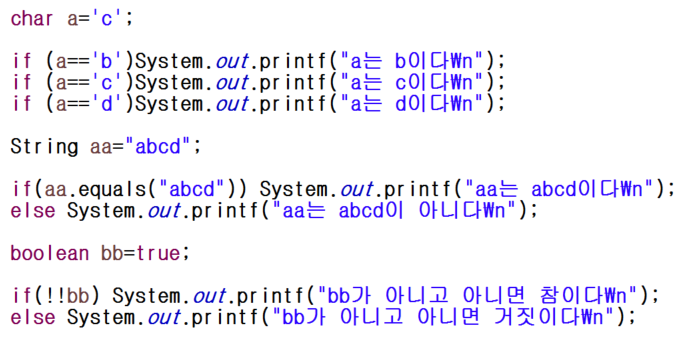 char a='c';
if (a=='b')System.out.printf("a는 b이다₩n");
if (a=='c')System.out.printf("a는 c이다₩n");
if (a=='d')System.out.printf("a는 d이다₩n");
String aa="abcd";
if(aa.equals("abcd")) System.out.printf("aa는 abcd이다₩n");
else System.out.printf("aa는 abcd이 아니다₩n");
boolean bb=true;
if(!!bb) System.out.printf("bb가 아니고 아니면 참이다₩n");
else System.out.printf("bb가 아니고 아니면 거짓이다₩n");